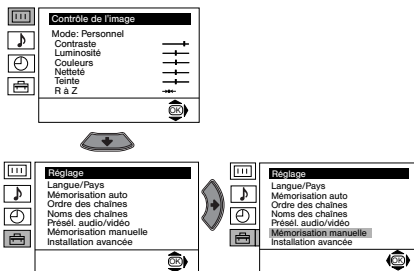 Contrôle de l'image
Mode: Personnel
Contraste
Luminosité
Couleurs
Netteté
Teinte
R à Z
OK
Réglage
Langue/Pays
Mémorisation auto
Ordre des chaînes
Noms des chaînes
Présél. audio/vidéo
Mémorisation manuelle
Installation avancée
OK
Réglage
Langue/Pays
Mémorisation auto
Ordre des chaînes
Noms des chaînes
Présél. audio/vidéo
Mémorisation manuelle
Installation avancée
OK